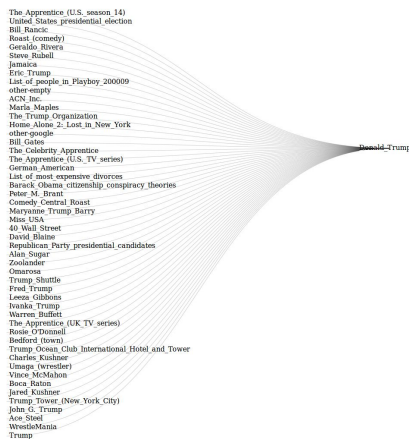 The_Apprentice_(U.S._season_14)
United_States_presidential_election
Bill_Rancic
Roast_(comedy)
Geraldo_Rivera
Steve_Rubell
Jamaica
Eric_Trump
List_of_people_in_Playboy_200009
other-empty
ACN_Inc.
Marla_Maples
The_Trump_Organization
Home_Alone_2:_Lost_in_New_York
other-google
Bill_Gates
The_Celebrity_Apprentice
The_Apprentice_(U.S._TV_series)
German_American
List_of_most_expensive_divorces
Barack_Obama_citizenship_conspiracy_theories
Peter_M._Brant
Comedy_Central_Roast
Maryanne_Trump_Barry
Miss_USA
40_Wall_Street
David_Blaine
Republican_Party_presidential_candidates
Alan_Sugar
Zoolander
Omarosa
Trump_Shuttle
Fred_Trump
Leeza_Gibbons
Ivanka_Trump
Warren_Buffett
The_Apprentice_(UK_TV_series)
Rosie_O'Donnell
Bedford_(town)
Trump_Ocean_Club_International_Hotel_and_Tower
Charles_Kushner
Umaga_(wrestler)
Vince_McMahon
Boca_Raton
Jared_Kushner
Trump_Tower_(New_York_City)
John_G._Trump
Ace_Steel
WrestleMania
Trump
Donald_Trump